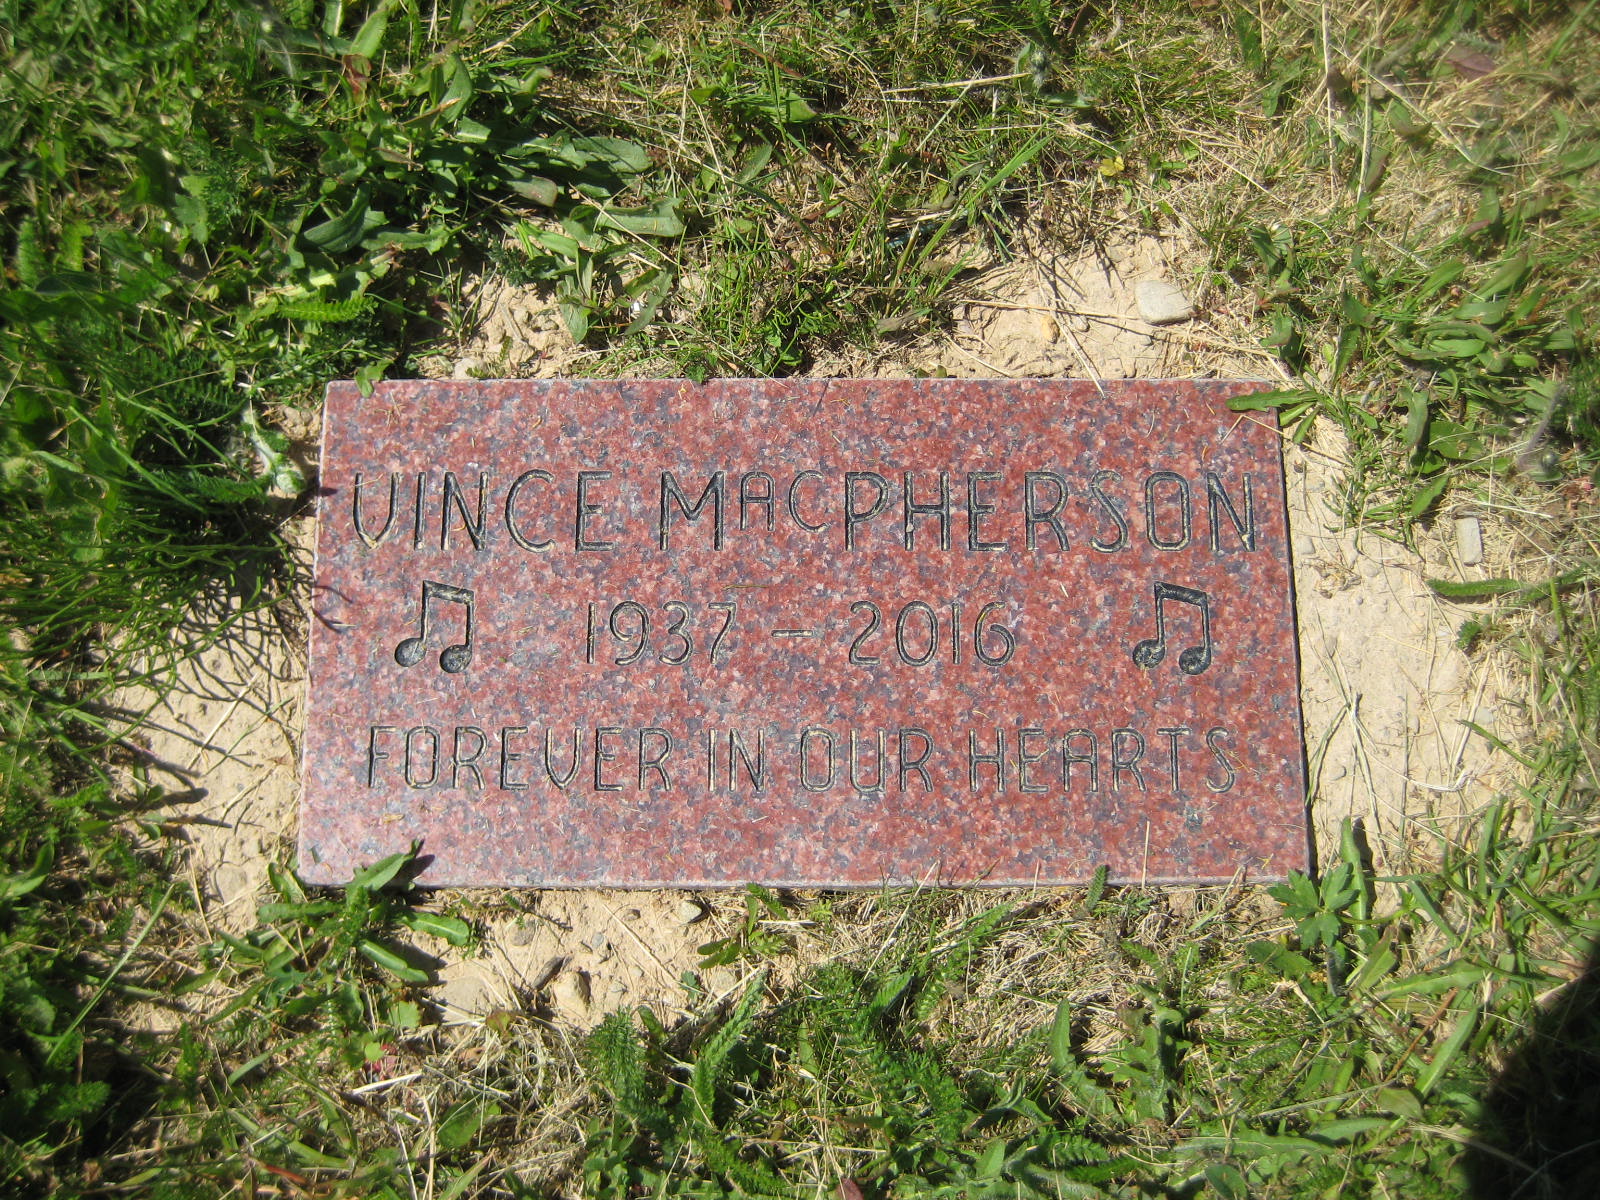 VINCE MACPHERSON
1937 – 2016
FOREVER IN OUR HEARTS